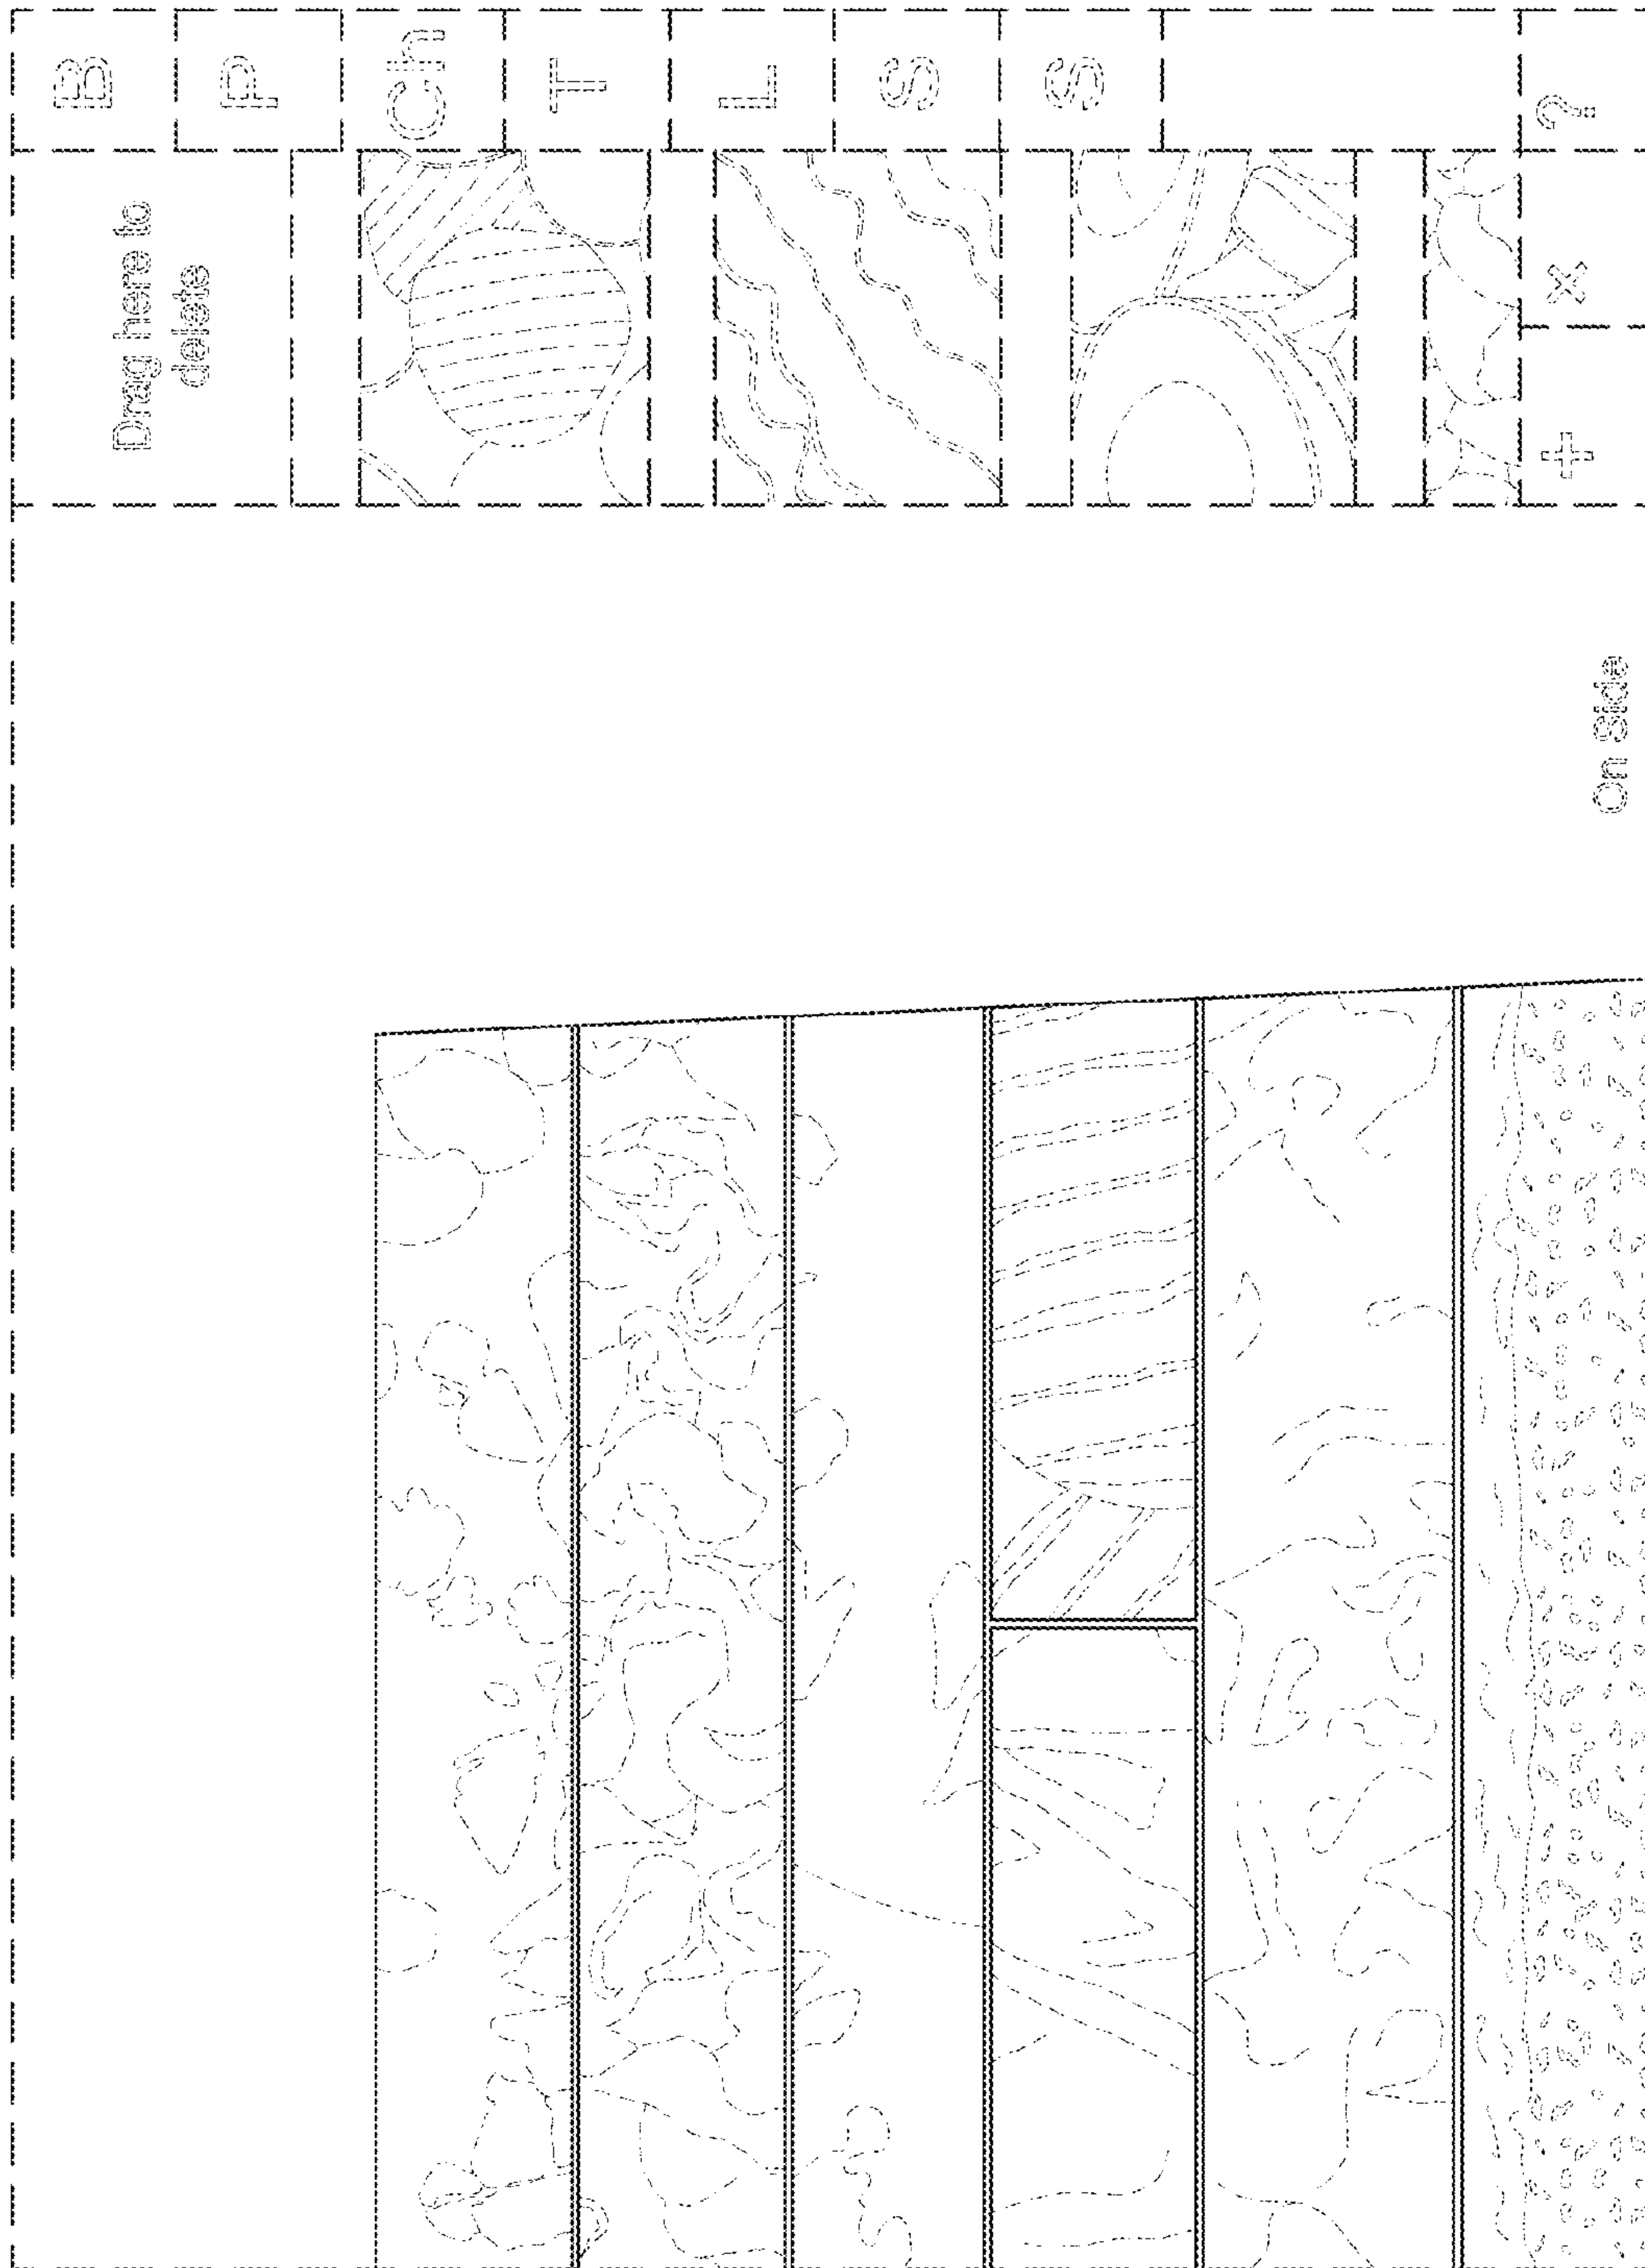 B
P
Ch
T
L
S
S
?
Drag here to
delete
×
+
On Side